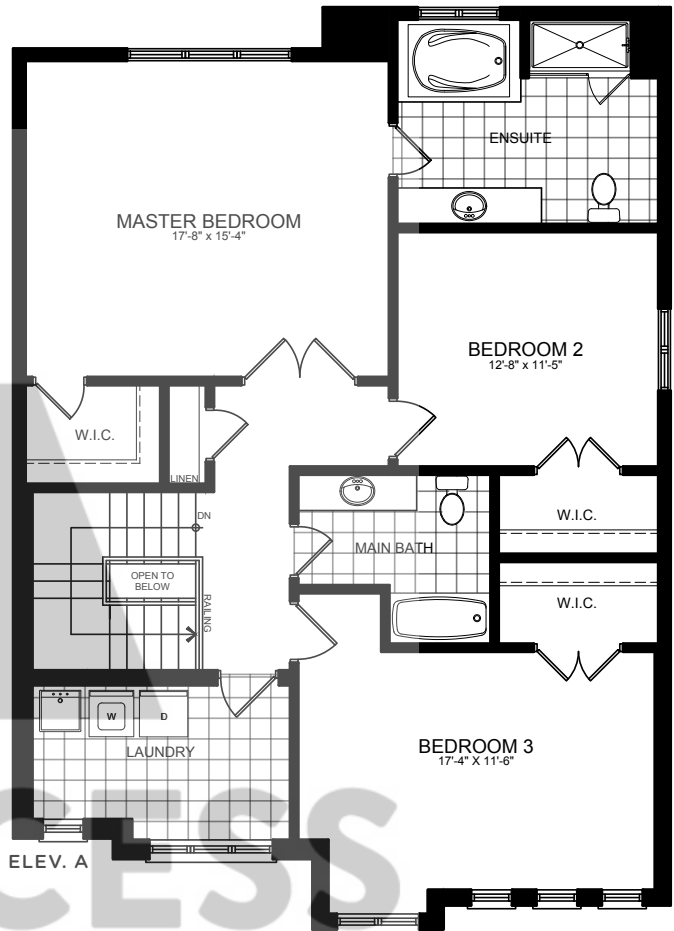 ENSUITE
MASTER BEDROOM
17'-8" x 15'-4"
BEDROOM 2
12'-8" x 11'-5"
W.I.C.
LINEN
DN
W.I.C.
MAIN BATH
OPEN TO
BELOW
RAILING
W.I.C.
W
D
LAUNDRY
BEDROOM 3
17'-4" X 11'-6"
ELEV. A
CESS